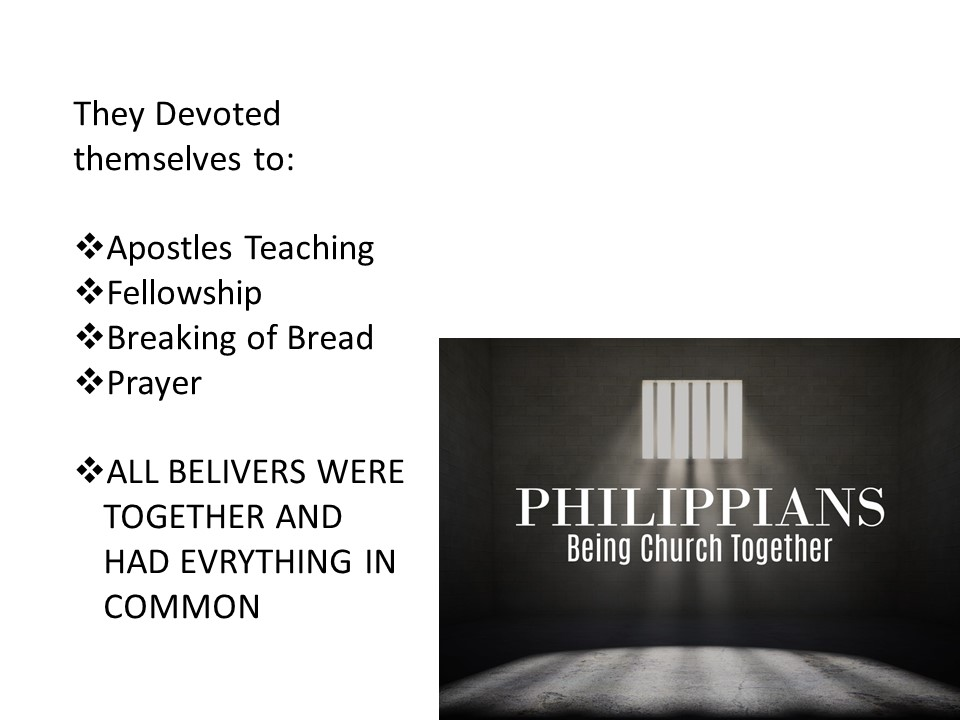 They Devoted
themselves to:
❖Apostles Teaching
❖Fellowship
❖Breaking of Bread
❖Prayer
❖ALL BELIVERS WERE
TOGETHER AND
HAD EVRYTHING IN
COMMON
PHILIPPIANS
Being Church Together